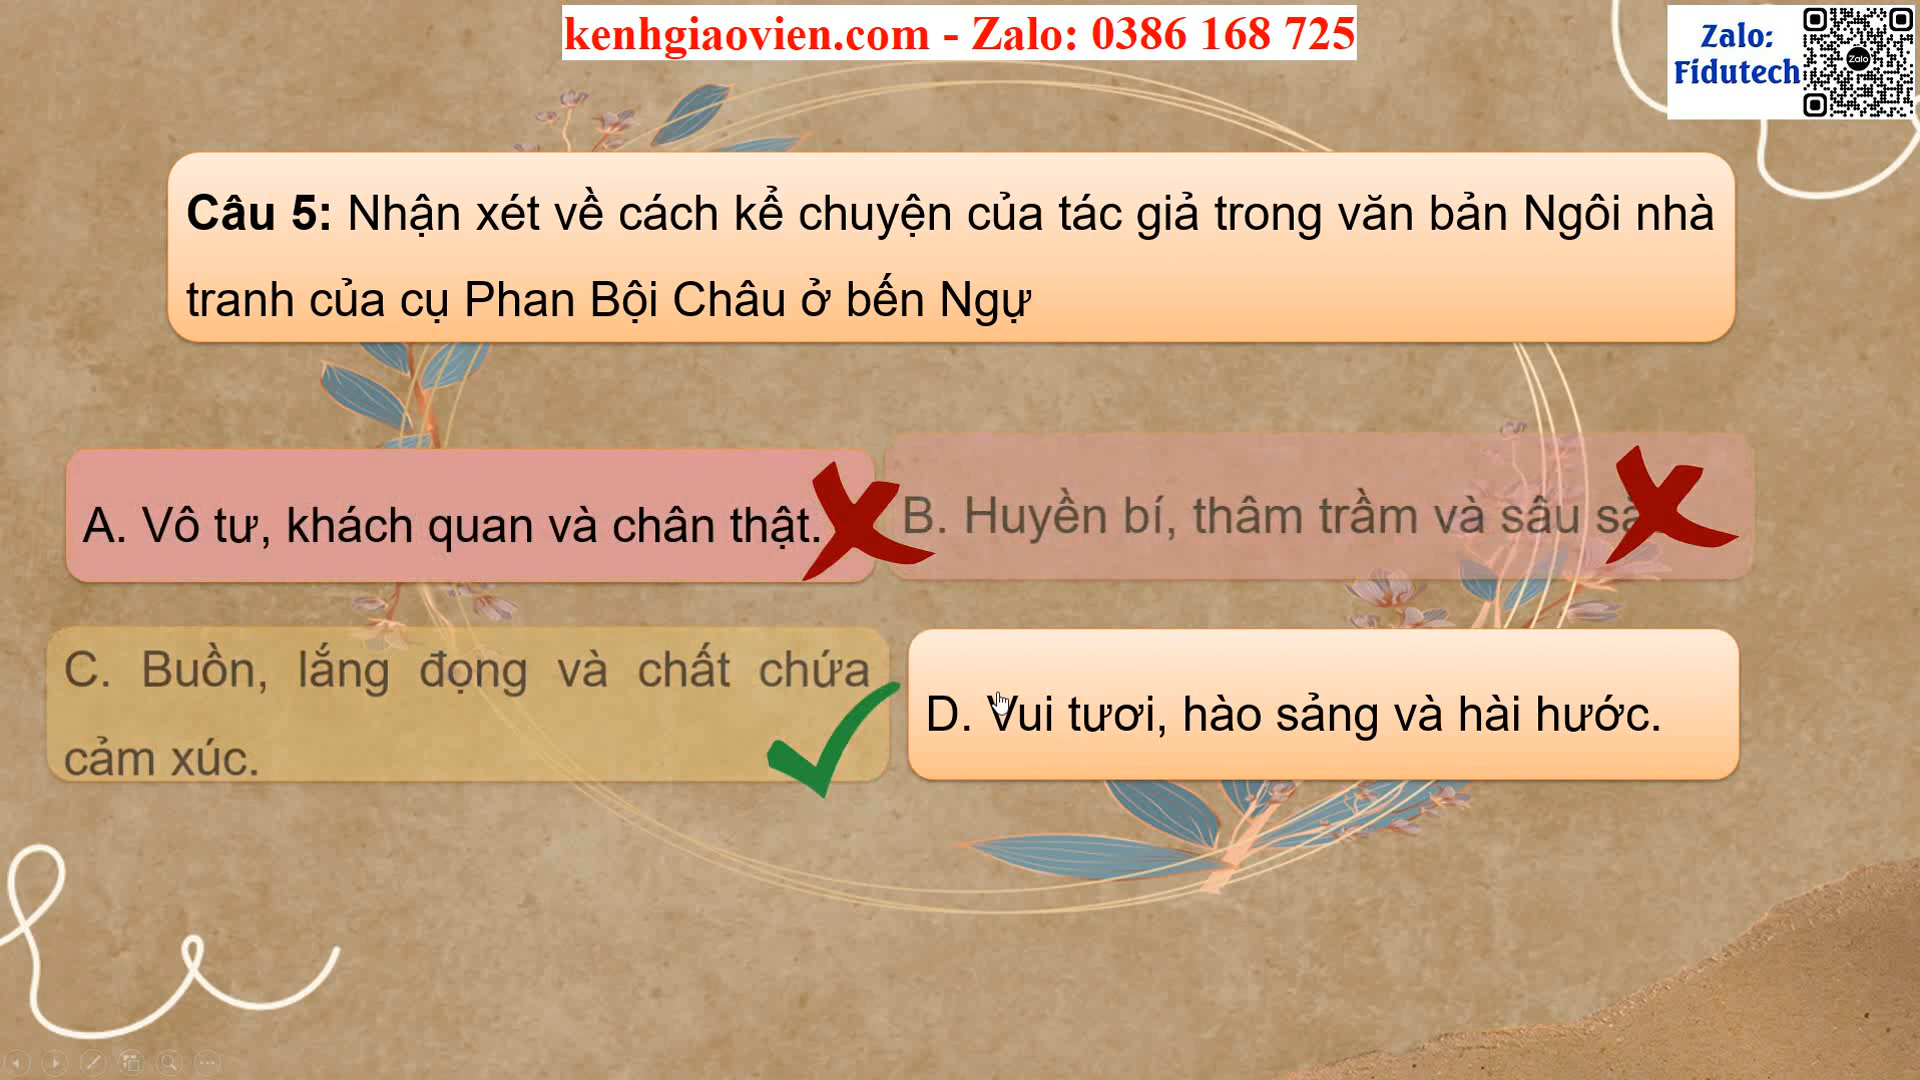 kenhgiaovien.com - Zalo: 0386 168 725
Zalo:
Fidutech
Zalo
Câu 5: Nhận xét về cách kể chuyện của tác giả trong văn bản Ngôi nhà
tranh của cụ Phan Bội Châu ở bến Ngự
A. Vô tư, khách quan và chân thật.
B. Huyền bí, thâm trầm và sâu
C. Buồn, lắng đọng và chất chứa
cảm xúc.
D. Vui tươi, hào sảng và hài hước.